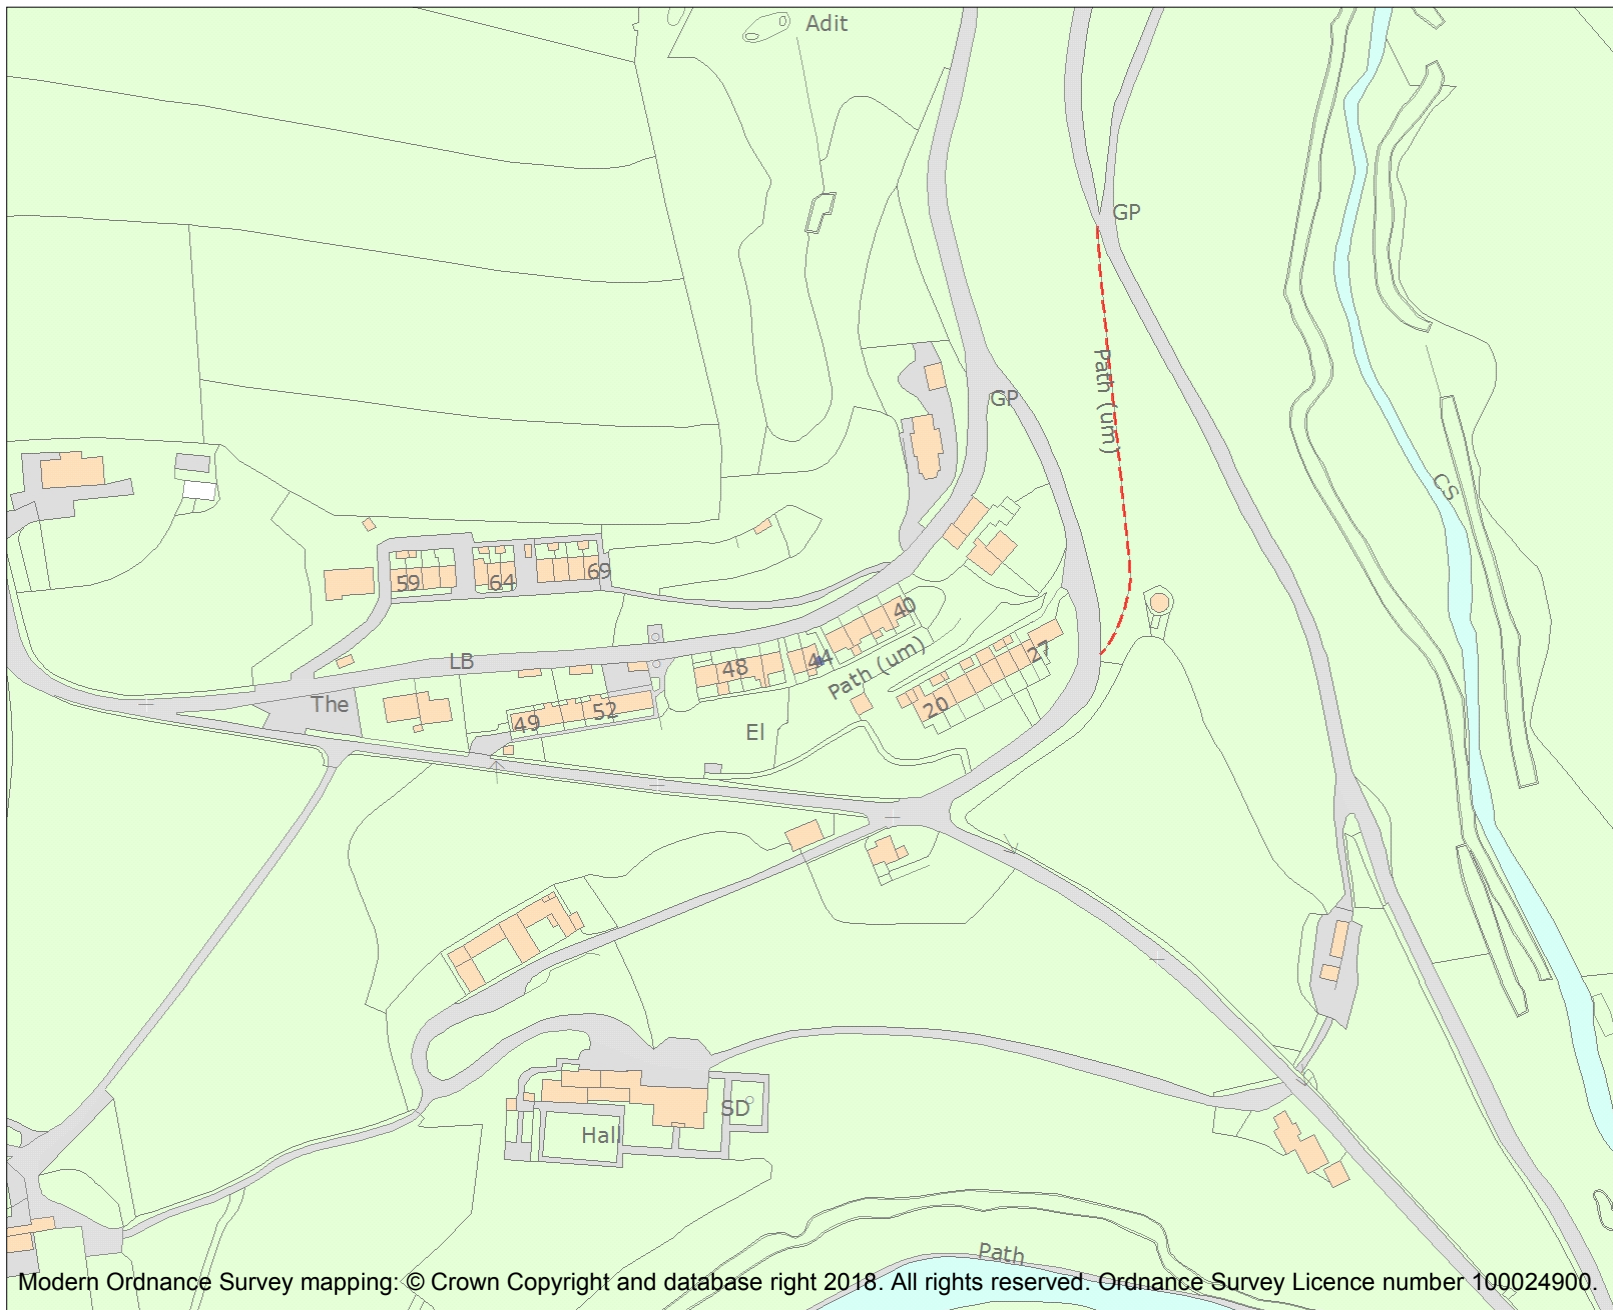 Adit
GP
Path (um)
GP
CS
59
64
69
40
LB
44
48
27
Path (um)
The
20
52
49
El
SD
Hall
Path
Modern Ordnance Survey mapping: © Crown Copyright and database right 2018. All rights reserved. Ordnance Survey Licence number 100024900.